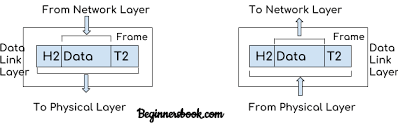 From Network Layer
Frame
Data
Link
Layer
H2 Data T2
To Physical Layer
To Network Layer
Frame
H2 Data T2
Data
Link
Layer
From Physical Layer
Beginnersbook.com